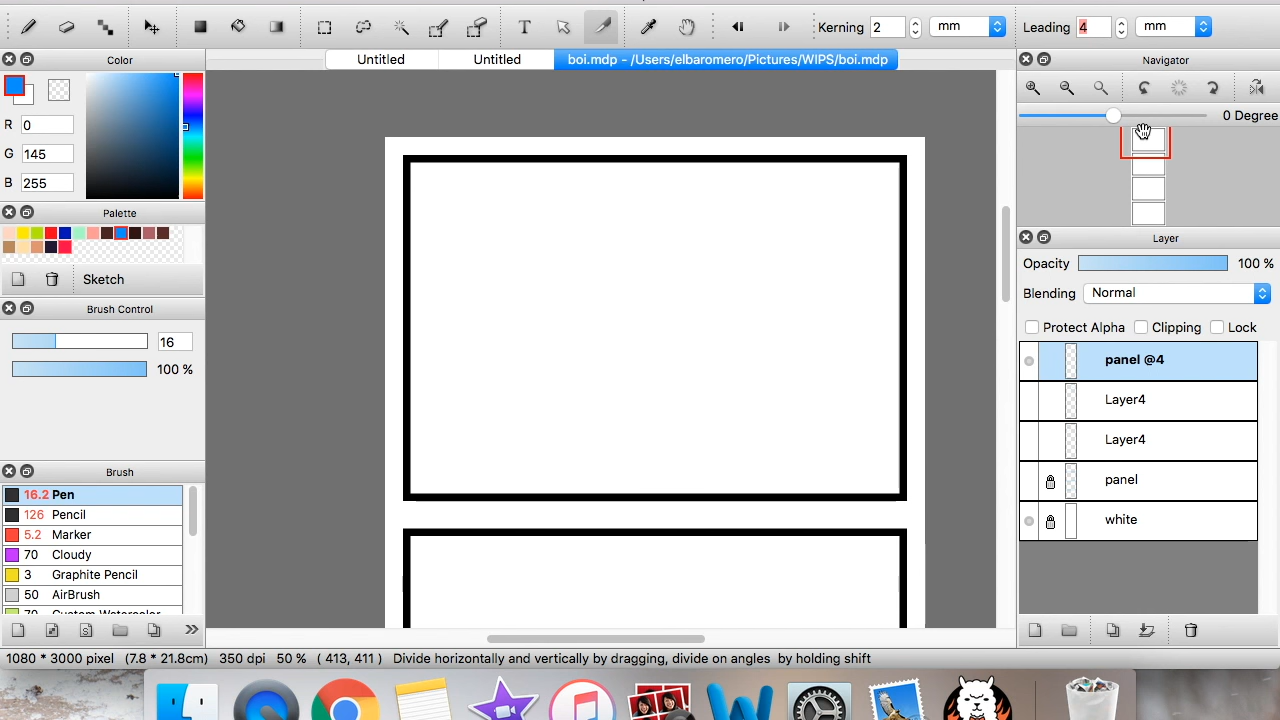 Kerning 2 mm Leading 4 mm
Color
Untitled
Untitled
boi.mdp - /Users/elbaromero/Pictures/WIPS/boi.mdp
Navigator
R 0
G 145
B 255
0 Degree
Palette
Sketch
Layer
Opacity 100 %
Blending Normal
Protect Alpha Clipping Lock
Brush Control
16
100 %
panel @4
Layer4
Layer4
panel
white
Brush
16.2 Pen
126 Pencil
5.2 Marker
70 Cloudy
3 Graphite Pencil
50 AirBrush
70 Custom Watercolor
T
1080 * 3000 pixel (7.8 * 21.8cm) 350 dpi 50 % ( 413, 411 ) Divide horizontally and vertically by dragging, divide on angles by holding shift